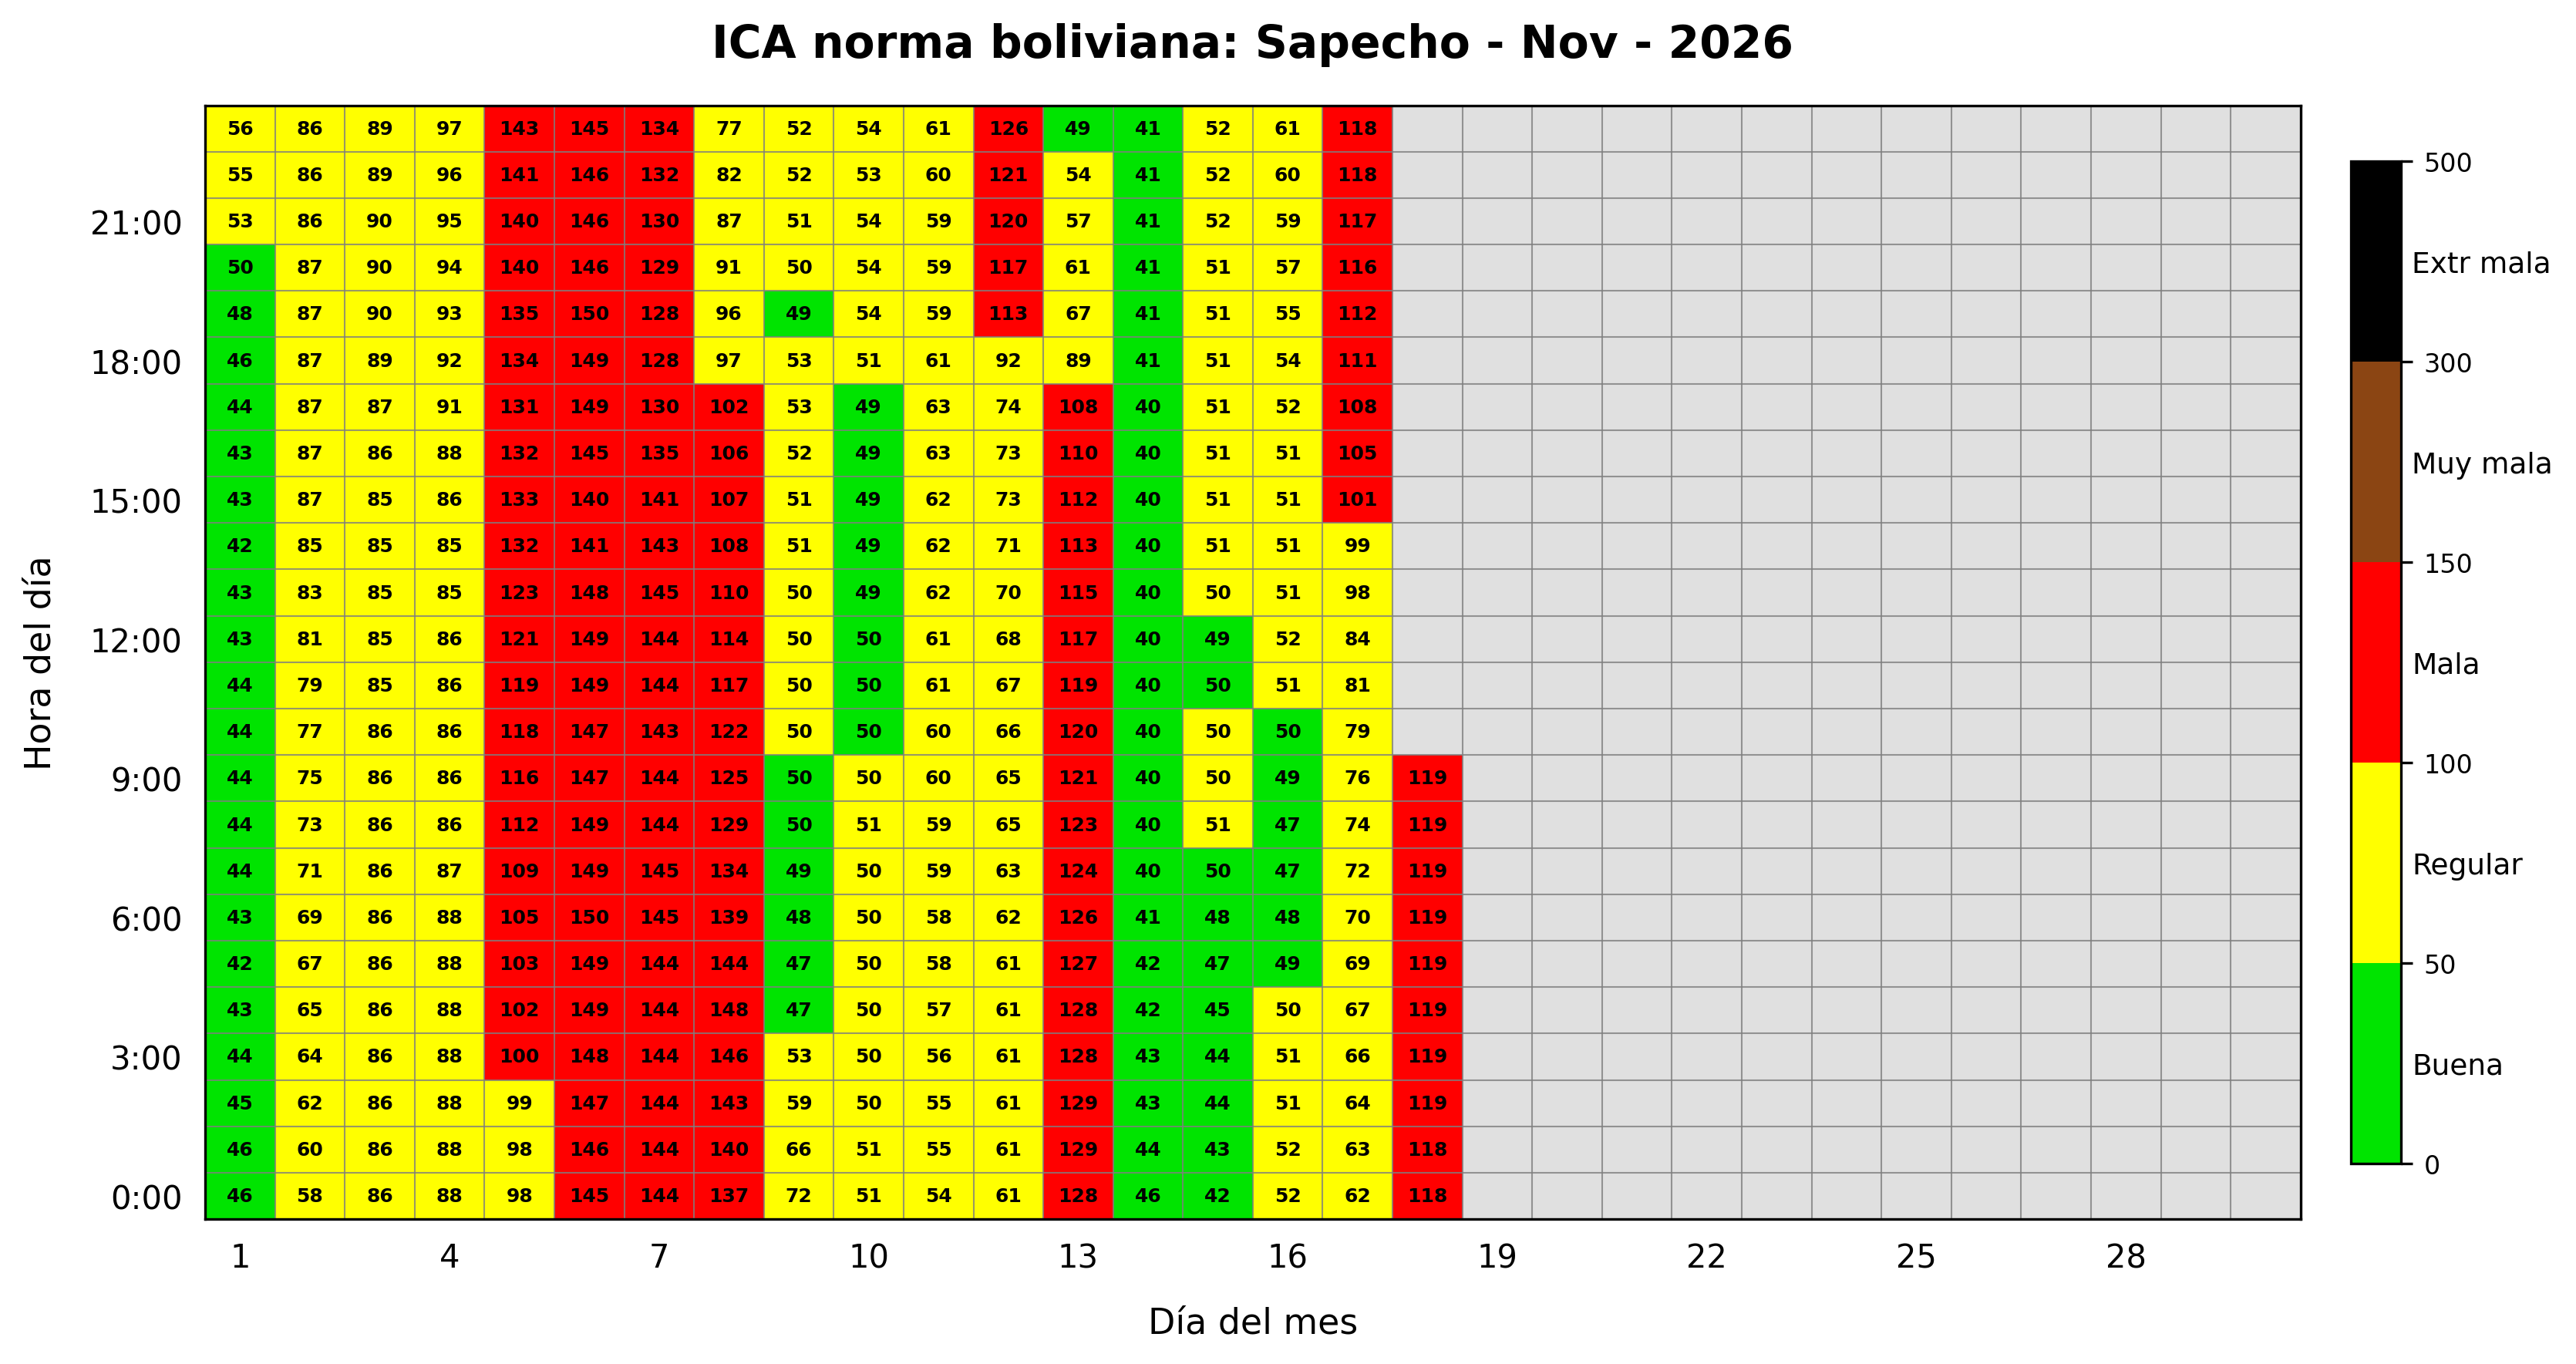 ICA norma boliviana: Sapecho - Nov - 2026
56 86 89 97 143 145 134 77 52 54 61 126 49 41 52 61 118
55 86 89 96 141 146 132 82 52 53 60 121 54 41 52 60 118
21:00 53 86 90 95 140 146 130 87 51 54 59 120 57 41 52 59 117
50 87 90 94 140 146 129 91 50 54 59 117 61 41 51 57 116
48 87 90 93 135 150 128 96 49 54 59 113 67 41 51 55 112
18:00 46 87 89 92 134 149 128 97 53 51 61 92 89 41 51 54 111
44 87 87 91 131 149 130 102 53 49 63 74 108 40 51 52 108
43 87 86 88 132 145 135 106 52 49 63 73 110 40 51 51 105
15:00 43 87 85 86 133 140 141 107 51 49 62 73 112 40 51 51 101
42 85 85 85 132 141 143 108 51 49 62 71 113 40 51 51 99
43 83 85 85 123 148 145 110 50 49 62 70 115 40 50 51 98
12:00 43 81 85 86 121 149 144 114 50 50 61 68 117 40 49 52 84
44 79 85 86 119 149 144 117 50 50 61 67 119 40 50 51 81
44 77 86 86 118 147 143 122 50 50 60 66 120 40 50 50 79
9:00 44 75 86 86 116 147 144 125 50 50 60 65 121 40 50 49 76 119
44 73 86 86 112 149 144 129 50 51 59 65 123 40 51 47 74 119
44 71 86 87 109 149 145 134 49 50 59 63 124 40 50 47 72 119
6:00 43 69 86 88 105 150 145 139 48 50 58 62 126 41 48 48 70 119
42 67 86 88 103 149 144 144 47 50 58 61 127 42 47 49 69 119
43 65 86 88 102 149 144 148 47 50 57 61 128 42 45 50 67 119
3:00 44 64 86 88 100 148 144 146 53 50 56 61 128 43 44 51 66 119
45 62 86 88 99 147 144 143 59 50 55 61 129 43 44 51 64 119
46 60 86 88 98 146 144 140 66 51 55 61 129 44 43 52 63 118
0:00 46 58 86 88 98 145 144 137 72 51 54 61 128 46 42 52 62 118
1 4 7 10 13 16 19 22 25 28
Día del mes
Hora del día
500
Extr mala
300
Muy mala
150
Mala
100
Regular
50
Buena
0